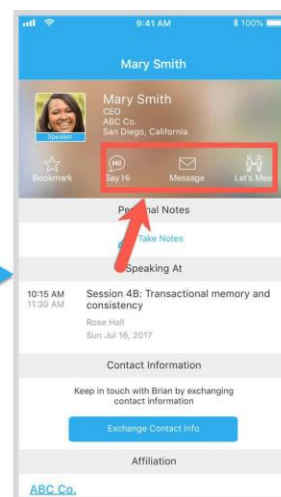 9:41 AM
100%
Mary Smith
Mary Smith
CEO
ABC Co.
San Diego, California
Speaker
Bookmark
Hi!
Say Hi
Message
Let's Mee
Personal Notes
Take Notes
Speaking At
10:15 AM
11:30 AM
Session 4B: Transactional memory and
consistency
Rose Hall
Sun Jul 16, 2017
Contact Information
Keep in touch with Brian by exchanging
contact information
Exchange Contact Info
Affiliation
ABC Co.